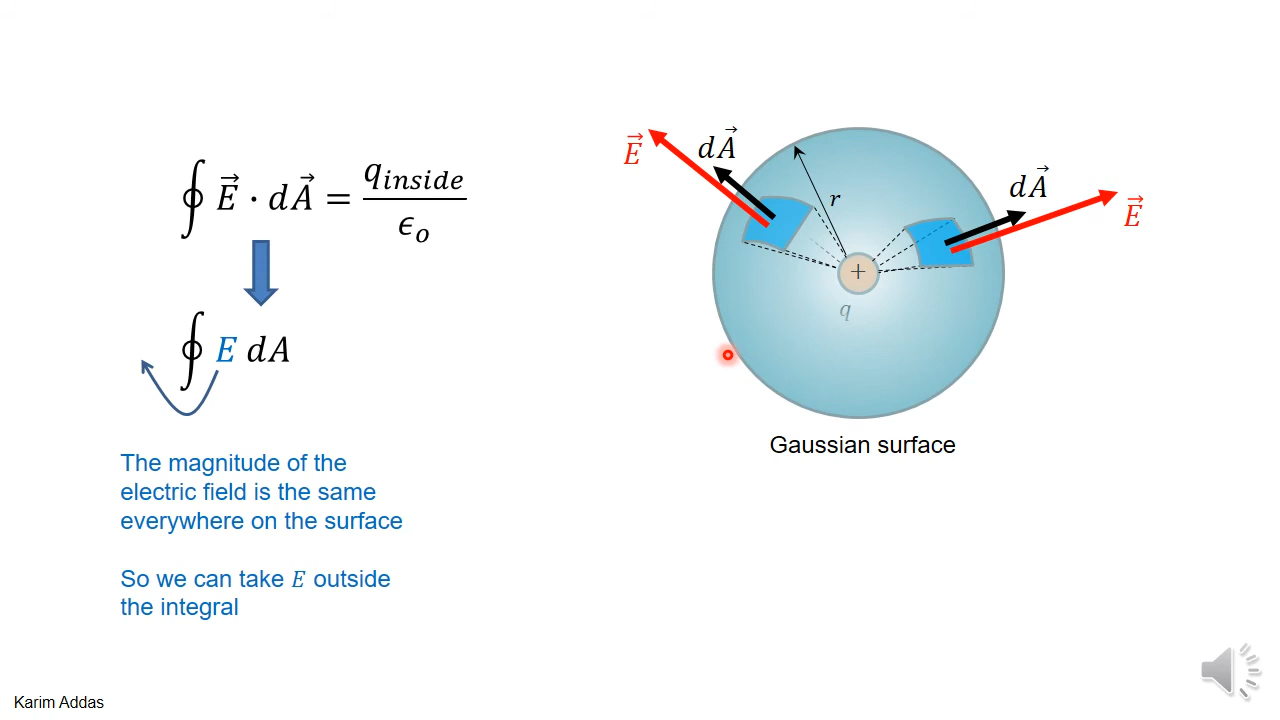 ∮ E⃗ · dA⃗ = q_inside / ϵ_o
∮ E dA
The magnitude of the
electric field is the same
everywhere on the surface
So we can take E outside
the integral
E⃗
dA⃗
r
dA⃗
E⃗
+
q
Gaussian surface
Karim Addas